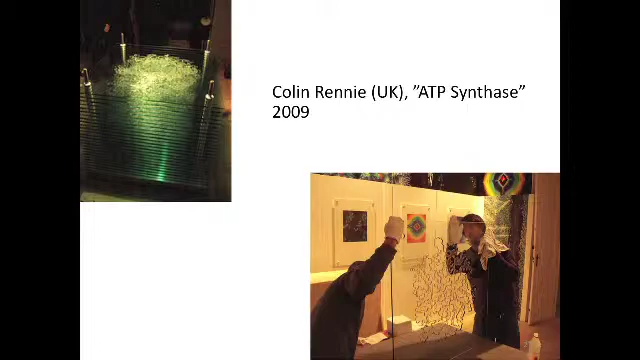 Colin Rennie (UK), ”ATP Synthase”
2009